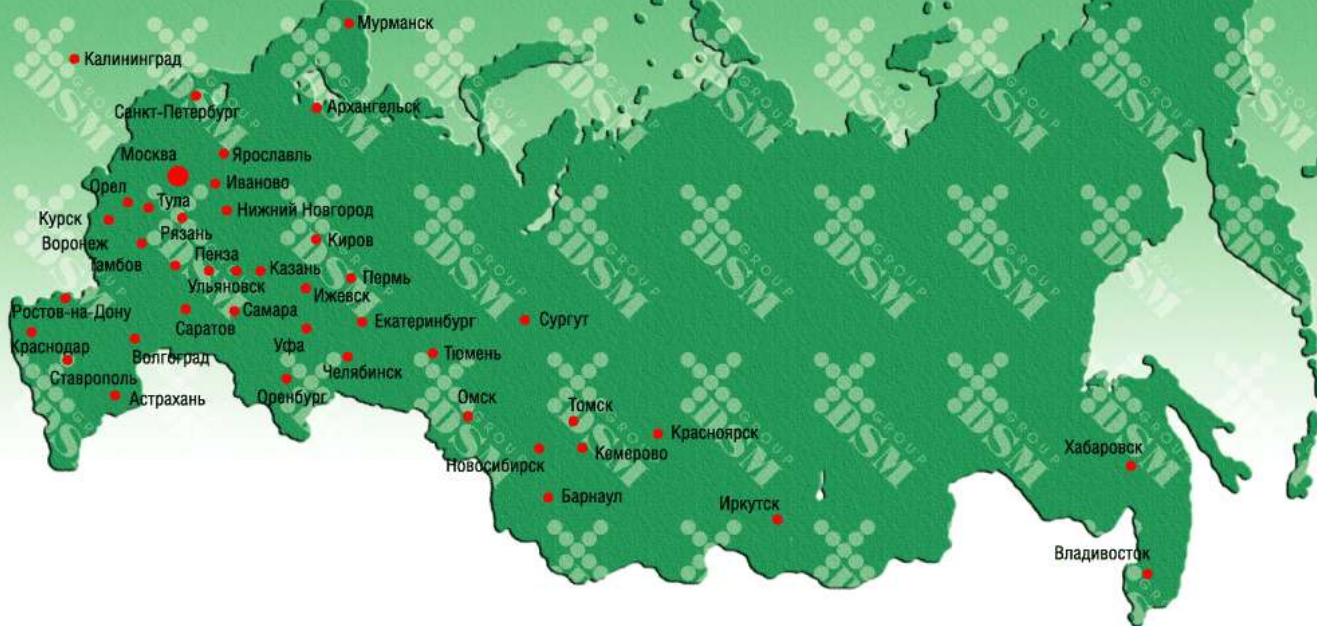 Мурманск
Калининград
Санкт-Петербург
Архангельск
Москва
Ярославль
Иваново
Орел
Тула
Нижний Новгород
Курск
Рязань
Воронеж
Киров
Тамбов
Пенза
Казань
Пермь
Ульяновск
Ижевск
Ростов-на-Дону
Саратов
Самара
Екатеринбург
Сургут
Краснодар
Волгоград
Уфа
Тюмень
Ставрополь
Челябинск
Астрахань
Оренбург
Омск
Томск
Красноярск
Новосибирск
Кемерово
Барнаул
Иркутск
Хабаровск
Владивосток
DSM GROUP